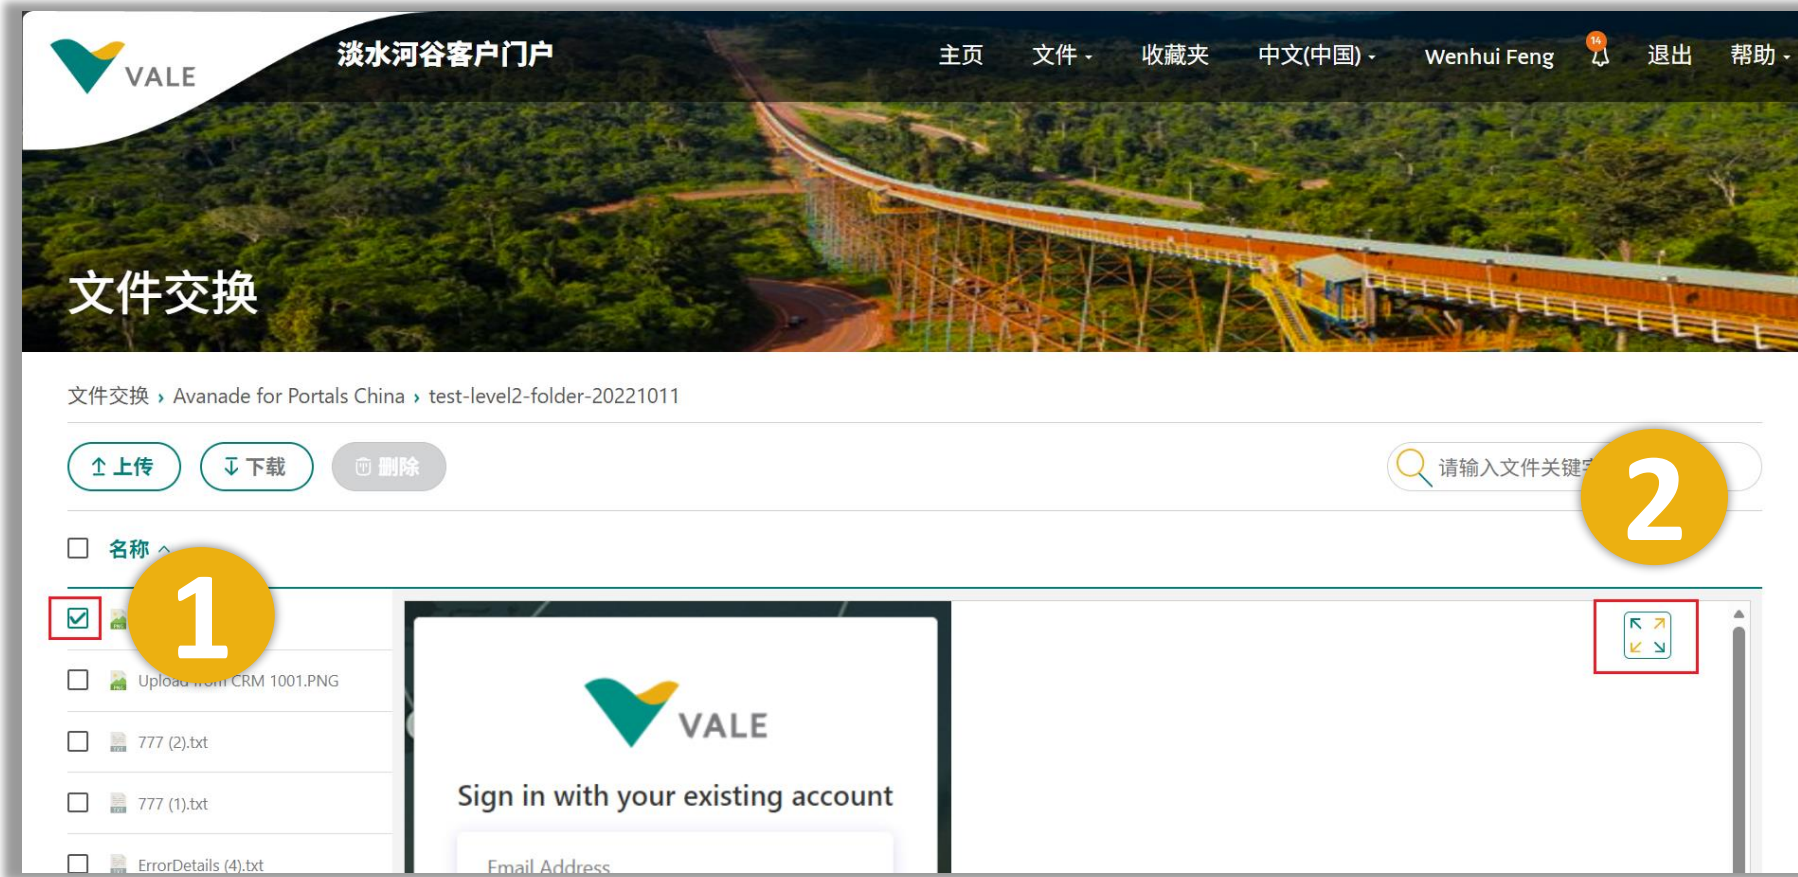 VALE
淡水河谷客户门户
主页 文件 收藏夹 中文(中国) Wenhui Feng 14 退出 帮助
文件交换
文件交换 › Avanade for Portals China › test-level2-folder-20221011
上传 下载 删除
请输入文件关键
2
名称
1
PNG
Upload from CRM 1001.PNG
777 (2).txt
777 (1).txt
ErrorDetails (4).txt
VALE
Sign in with your existing account
Email Address